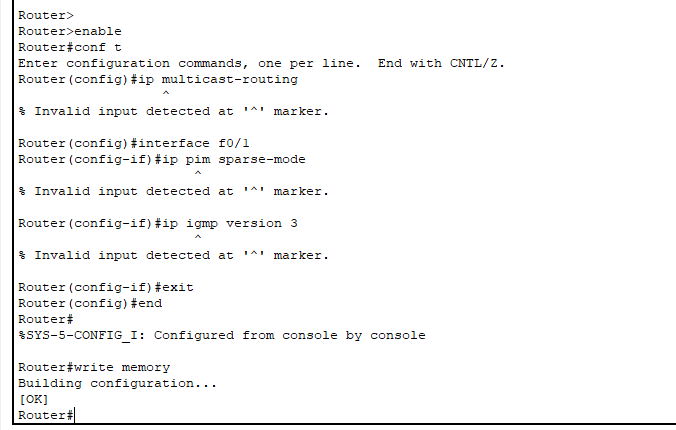 Router>
Router>enable
Router#conf t
Enter configuration commands, one per line.  End with CNTL/Z.
Router(config)#ip multicast-routing
                  ^
% Invalid input detected at '^' marker.
Router(config)#interface f0/1
Router(config-if)#ip pim sparse-mode
                      ^
% Invalid input detected at '^' marker.
Router(config-if)#ip igmp version 3
                      ^
% Invalid input detected at '^' marker.
Router(config-if)#exit
Router(config)#end
Router#
%SYS-5-CONFIG_I: Configured from console by console
Router#write memory
Building configuration...
[OK]
Router#